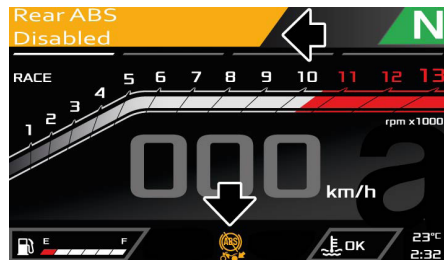 Rear ABS
Disabled
N
RACE
1 2 3 4 5 6 7 8 9 10 11 12 13
rpm x1000
000
km/h
a
E F
ABS
OK
23°C
2:32